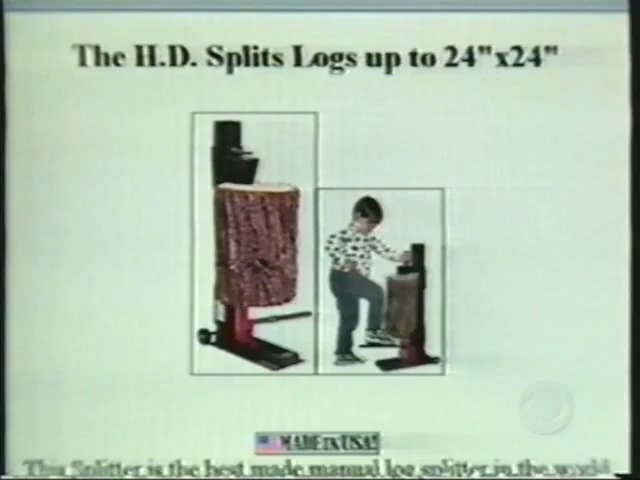 The H.D. Splits Logs up to 24"x24"
MADE IN USA!
This Splitter is the best made manual log splitter in the world